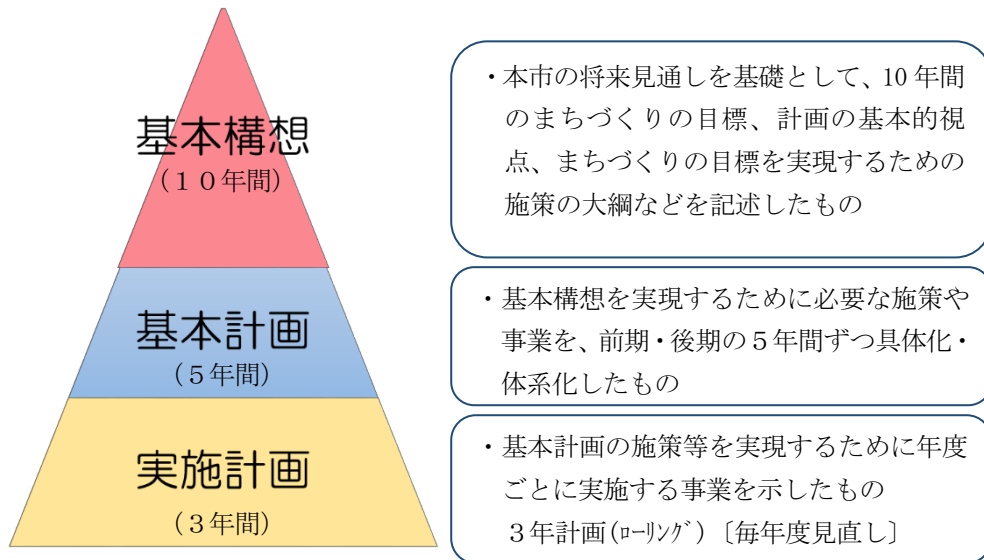 基本構想
（１０年間）
・本市の将来見通しを基礎として、10 年間
のまちづくりの目標、計画の基本的視
点、まちづくりの目標を実現するための
施策の大綱などを記述したもの
基本計画
（５年間）
・基本構想を実現するために必要な施策や
事業を、前期・後期の５年間ずつ具体化・
体系化したもの
実施計画
（３年間）
・基本計画の施策等を実現するために年度
ごとに実施する事業を示したもの
３年計画(ﾛｰﾘﾝｸﾞ)〔毎年度見直し〕